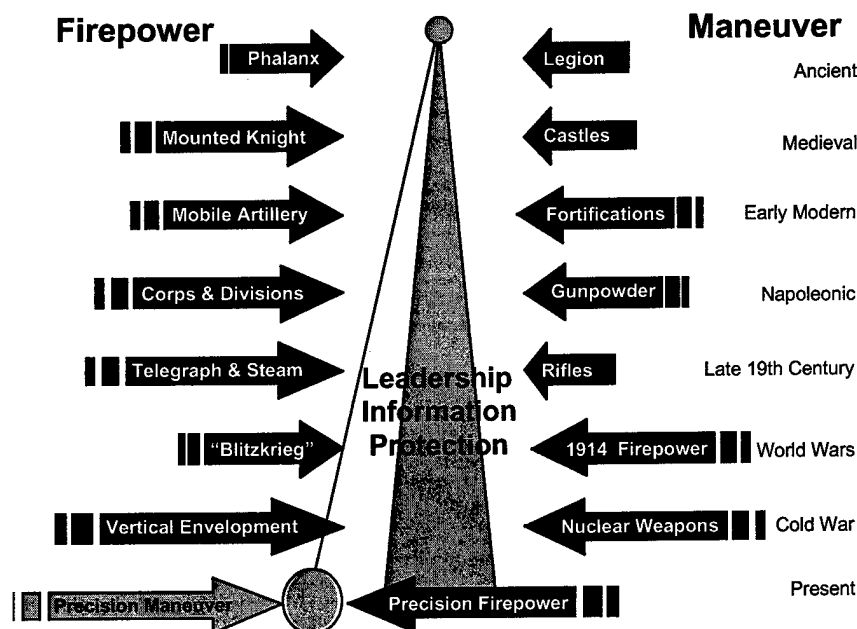 Firepower
Maneuver
Phalanx
Legion
Ancient
Mounted Knight
Castles
Medieval
Mobile Artillery
Fortifications
Early Modern
Corps & Divisions
Gunpowder
Napoleonic
Telegraph & Steam
Rifles
Late 19th Century
Leadership
Information
Protection
"Blitzkrieg"
1914 Firepower
World Wars
Vertical Envelopment
Nuclear Weapons
Cold War
Precision Maneuver
Precision Firepower
Present